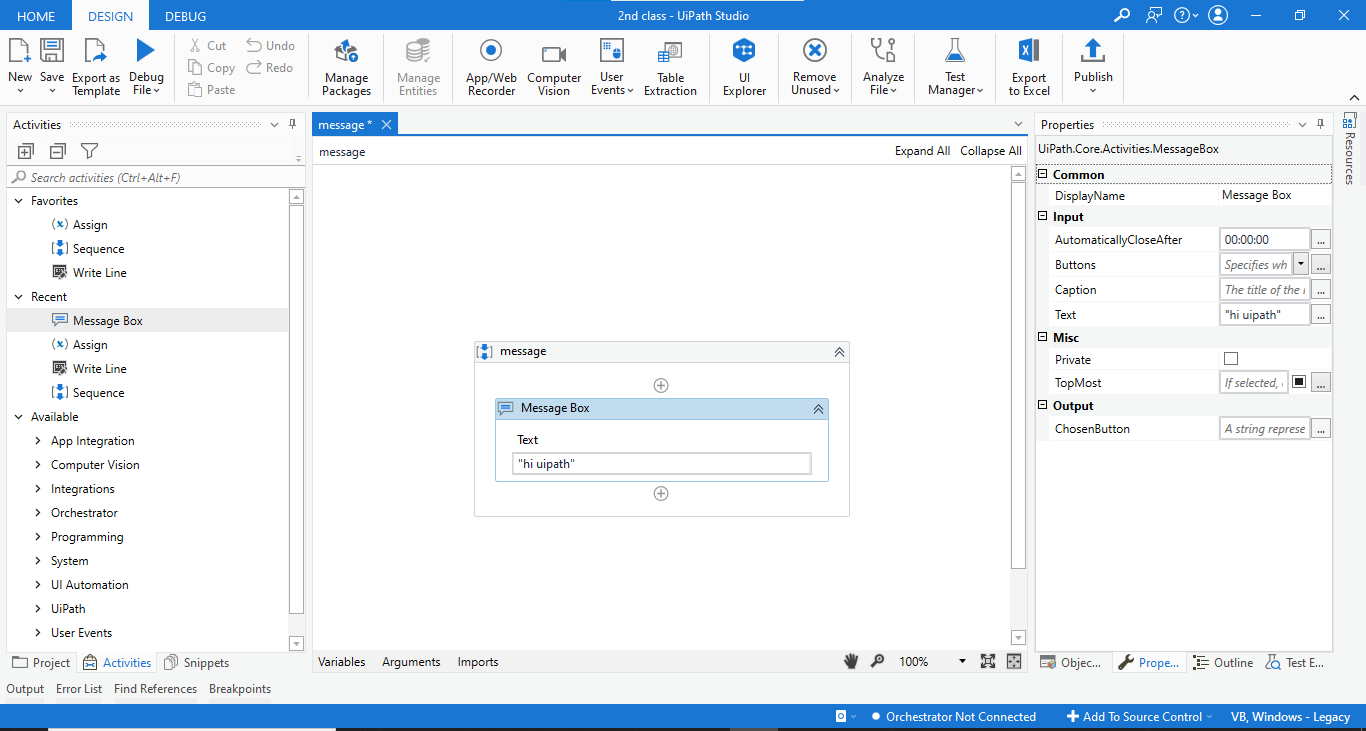 HOME DESIGN DEBUG
2nd class - UiPath Studio
New Save Export as Template Debug File
Cut Undo
Copy Redo
Paste
Manage Packages
Manage Entities
App/Web Recorder
Computer Vision
User Events
Table Extraction
UI Explorer
Remove Unused
Analyze File
Test Manager
Export to Excel
Publish
Activities
Search activities (Ctrl+Alt+F)
Favorites
Assign
Sequence
Write Line
Recent
Message Box
Assign
Write Line
Sequence
Available
App Integration
Computer Vision
Integrations
Orchestrator
Programming
System
UI Automation
UiPath
User Events
Project Activities Snippets
message *
message
Expand All Collapse All
message
Message Box
Text
"hi uipath"
Variables Arguments Imports
100%
Properties
UiPath.Core.Activities.MessageBox
Common
DisplayName Message Box
Input
AutomaticallyCloseAfter 00:00:00 ...
Buttons Specifies wh ...
Caption The title of the ...
Text "hi uipath" ...
Misc
Private
TopMost If selected, ...
Output
ChosenButton A string represe ...
Objec... Prope... Outline Test E...
Resources
Output Error List Find References Breakpoints
Orchestrator Not Connected Add To Source Control VB, Windows - Legacy